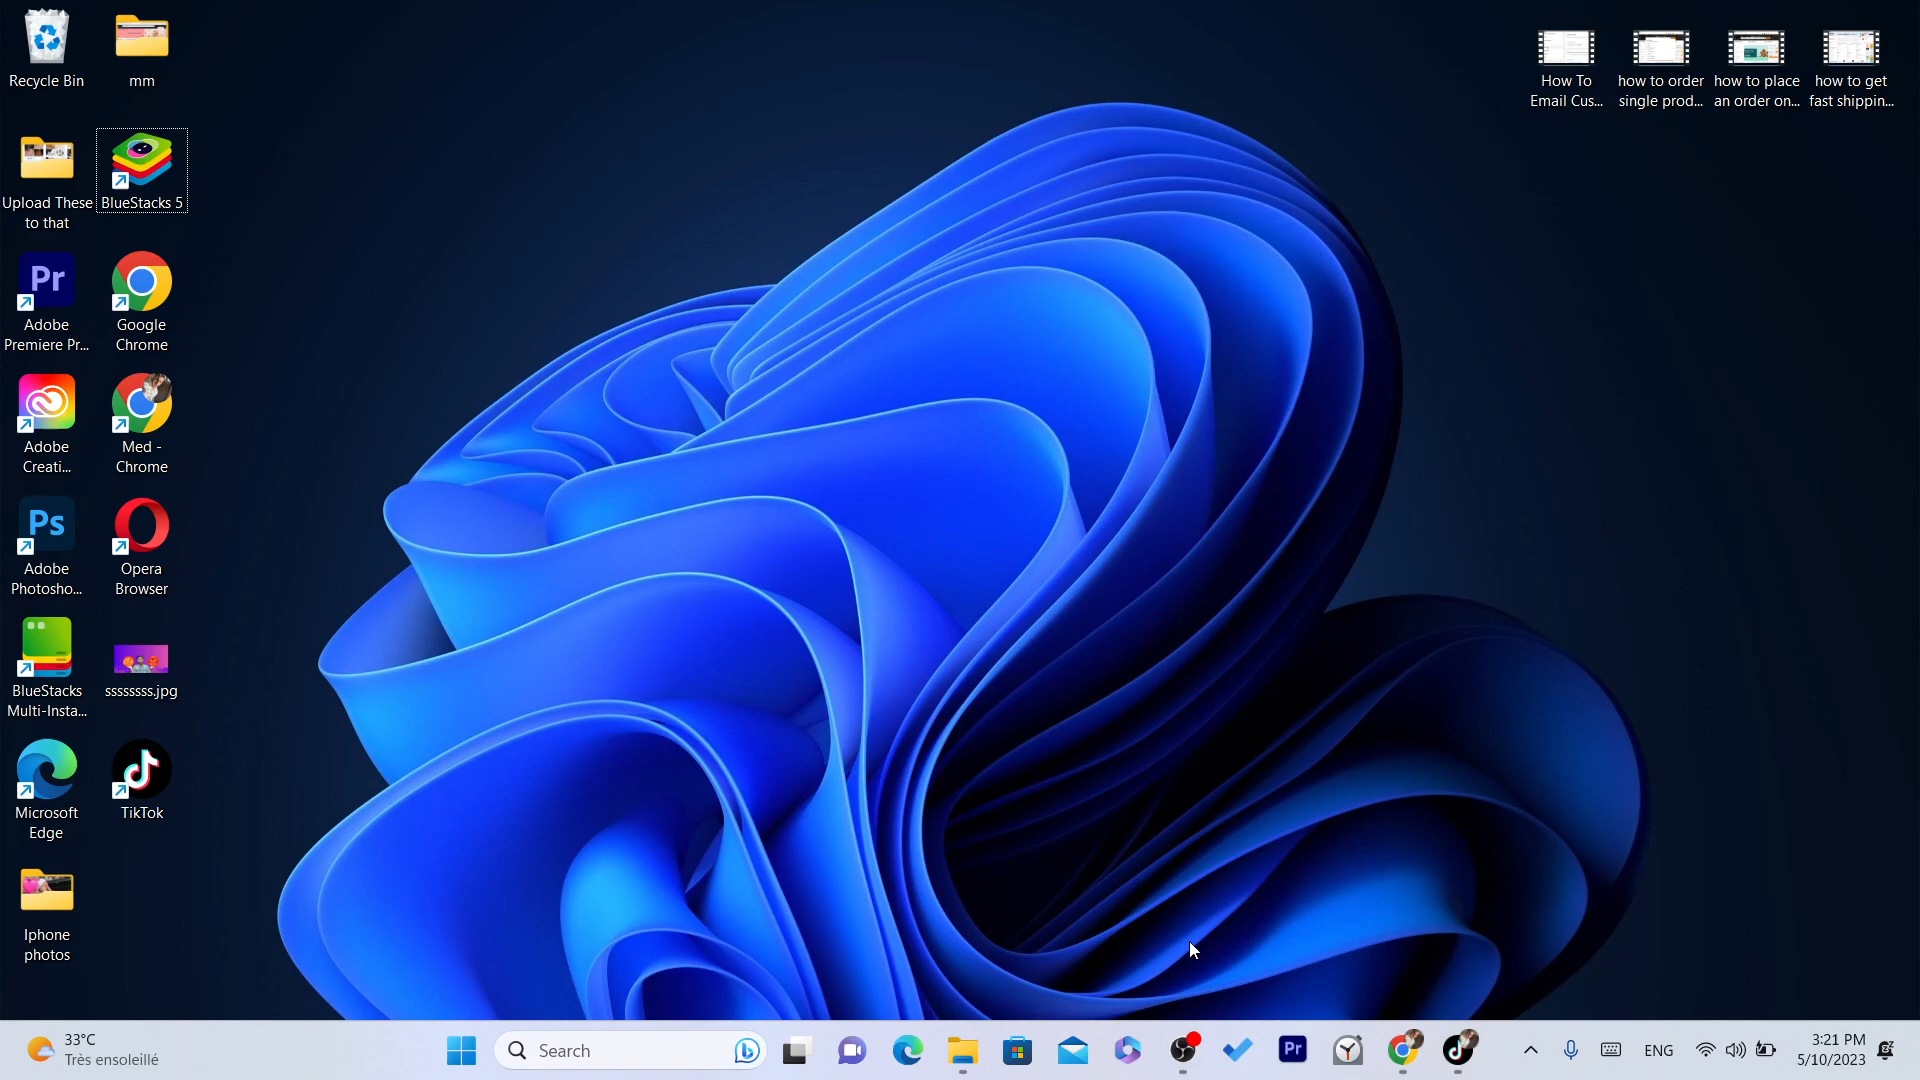 Recycle Bin
mm
Upload These
to that
BlueStacks 5
Pr
Adobe
Premiere Pr...
Google
Chrome
Adobe
Creati...
Med -
Chrome
Ps
Adobe
Photosho...
Opera
Browser
BlueStacks
Multi-Insta...
ssssssss.jpg
Microsoft
Edge
TikTok
Iphone
photos
How To
Email Cus...
how to order
single prod...
how to place
an order on...
how to get
fast shippin...
33°C
Très ensoleillé
Search
Pr
ENG
3:21 PM
5/10/2023